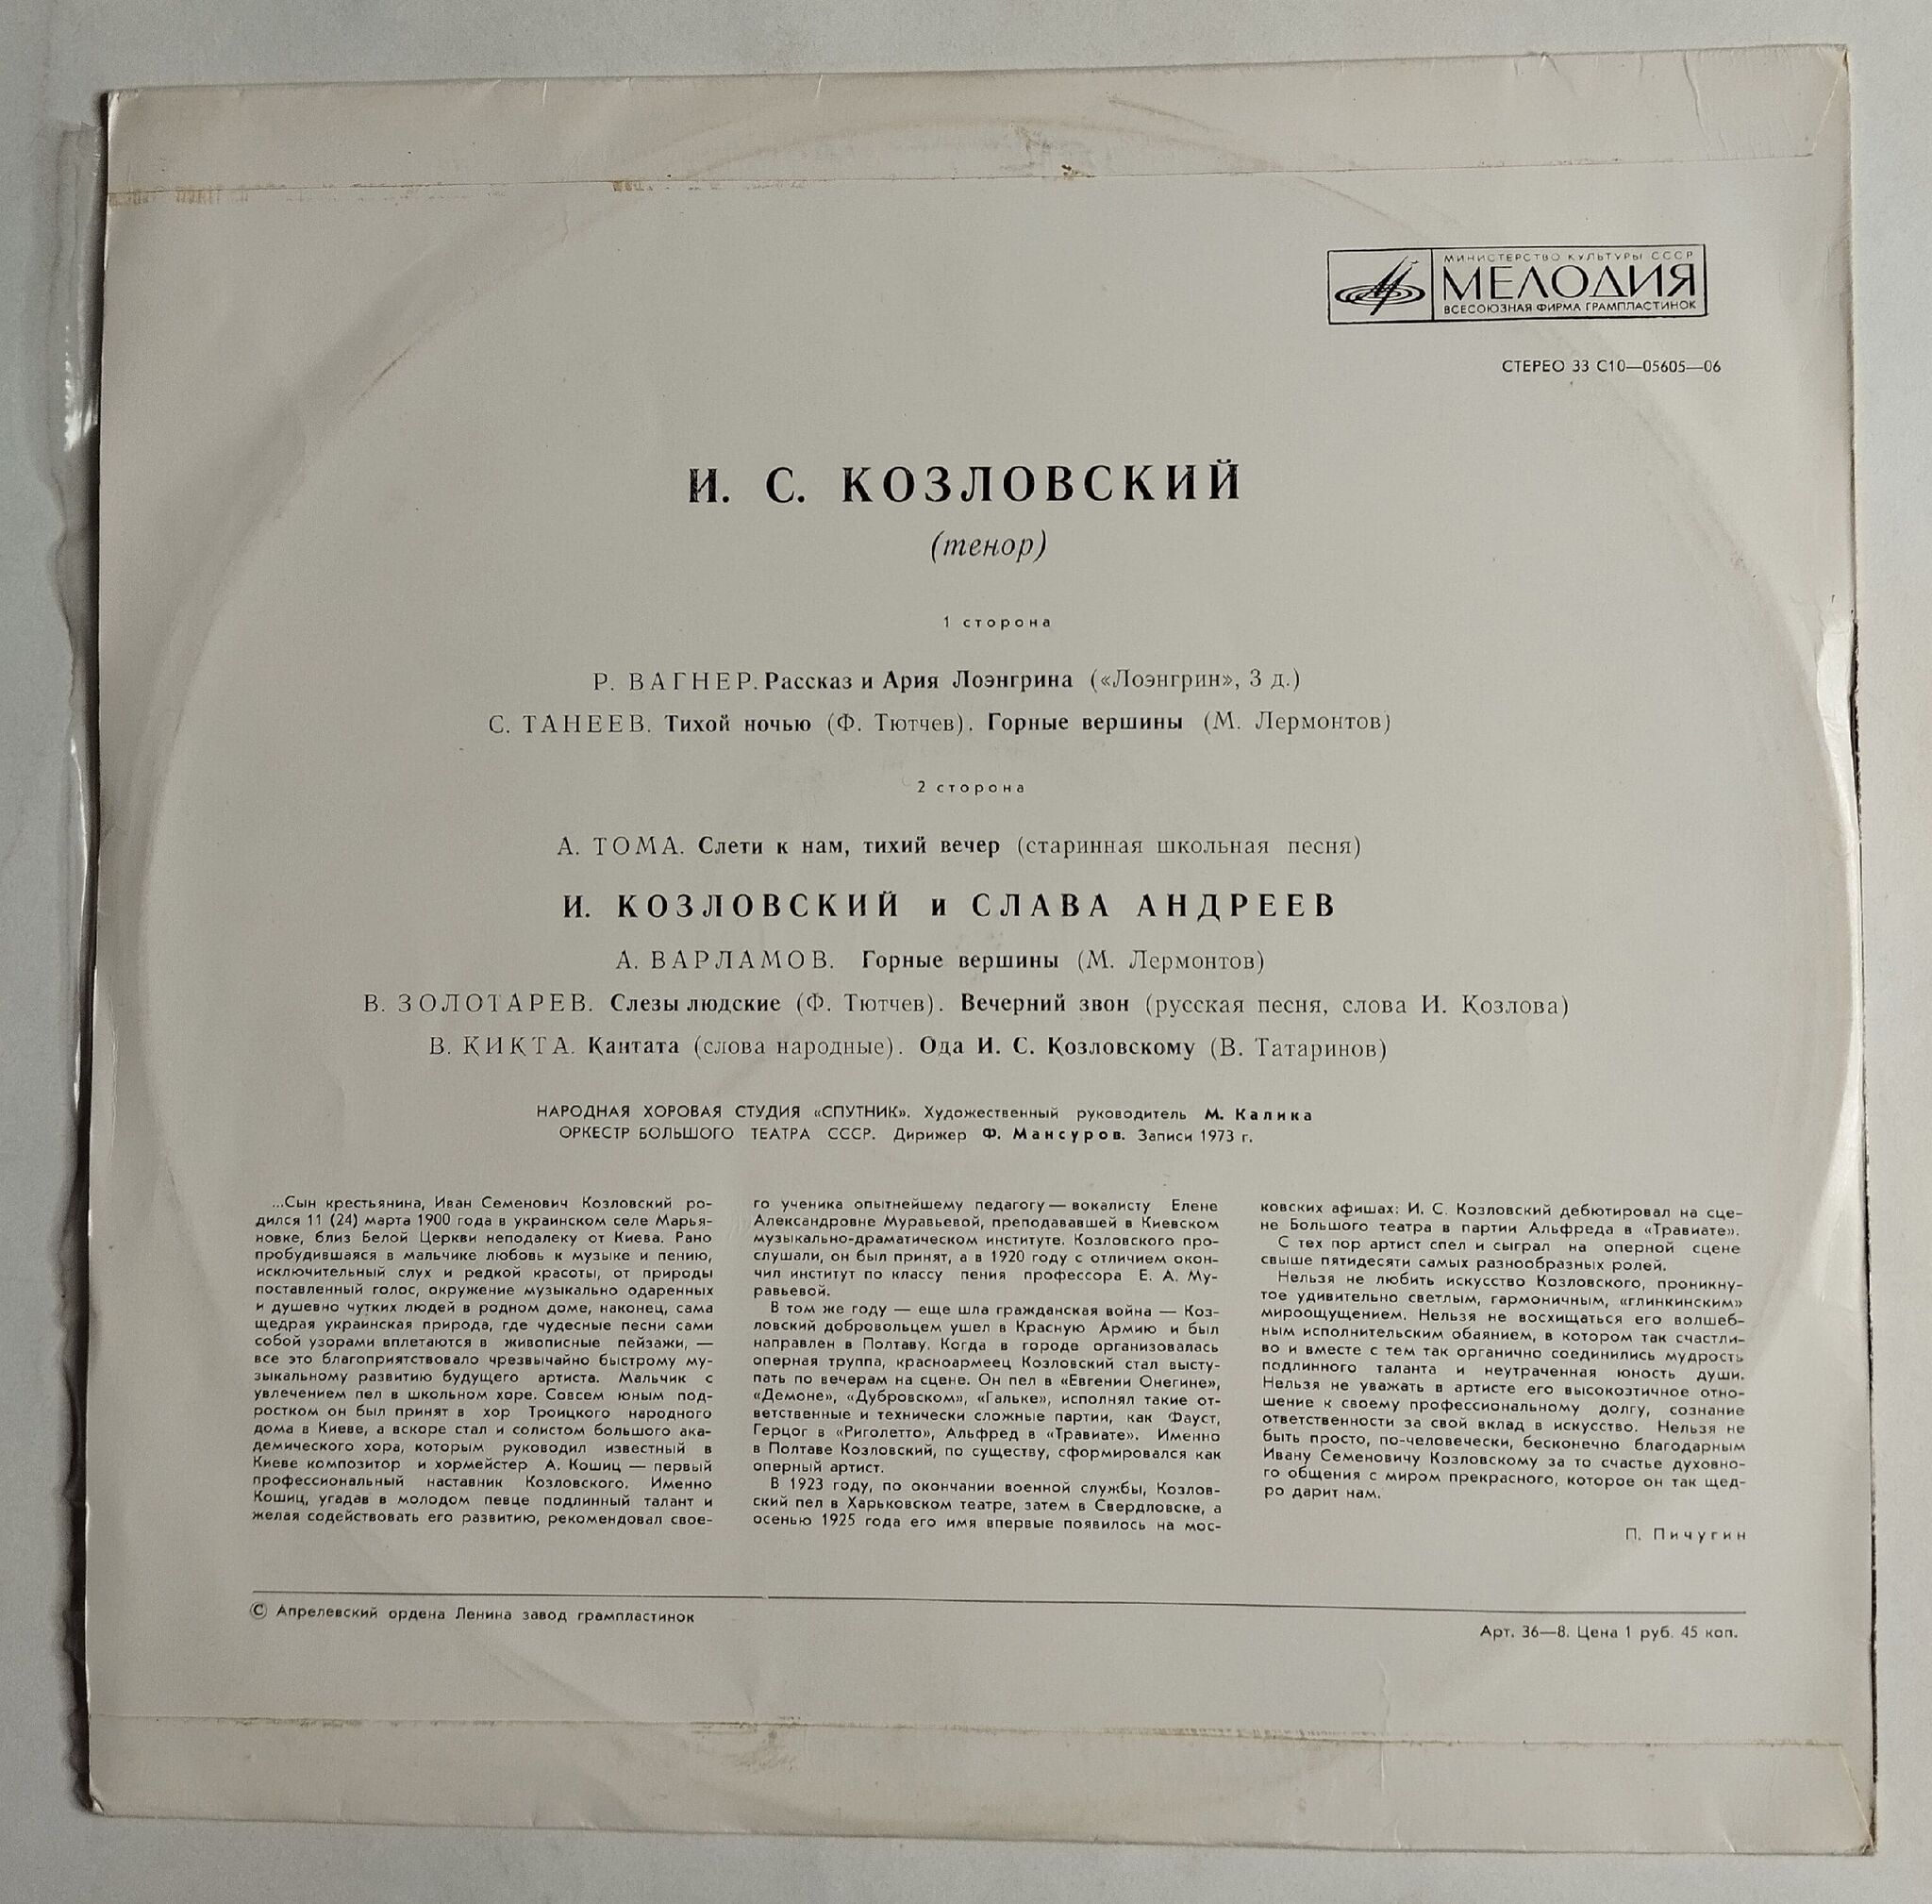 МИНИСТЕРСТВО КУЛЬТУРЫ СССР
МЕЛОДИЯ
ВСЕСОЮЗНАЯ ФИРМА ГРАМПЛАСТИНОК
СТЕРЕО 33 С10—05605—06
И. С. КОЗЛОВСКИЙ
(тенор)
1 сторона
Р. ВАГНЕР. Рассказ и Ария Лоэнгрина («Лоэнгрин», 3 д.)
С. ТАНЕЕВ. Тихой ночью (Ф. Тютчев). Горные вершины (М. Лермонтов)
2 сторона
А. ТОМА. Слети к нам, тихий вечер (старинная школьная песня)
И. КОЗЛОВСКИЙ и СЛАВА АНДРЕЕВ
А. ВАРЛАМОВ. Горные вершины (М. Лермонтов)
В. ЗОЛОТАРЕВ. Слезы людские (Ф. Тютчев). Вечерний звон (русская песня, слова И. Козлова)
В. КИКТА. Кантата (слова народные). Ода И. С. Козловскому (В. Татаринов)
НАРОДНАЯ ХОРОВАЯ СТУДИЯ «СПУТНИК». Художественный руководитель М. Калика
ОРКЕСТР БОЛЬШОГО ТЕАТРА СССР. Дирижер Ф. Мансуров. Записи 1973 г.
...Сын крестьянина, Иван Семенович Козловский ро-
дился 11 (24) марта 1900 года в украинском селе Марья-
новке, близ Белой Церкви неподалеку от Киева. Рано
пробудившаяся в мальчике любовь к музыке и пению,
исключительный слух и редкой красоты, от природы
поставленный голос, окружение музыкально одаренных
и душевно чутких людей в родном доме, наконец, сама
щедрая украинская природа, где чудесные песни сами
собой узорами вплетаются в живописные пейзажи, —
все это благоприятствовало чрезвычайно быстрому му-
зыкальному развитию будущего артиста. Мальчик с
увлечением пел в школьном хоре. Совсем юным под-
ростком он был принят в хор Троицкого народного
дома в Киеве, а вскоре стал и солистом большого ака-
демического хора, которым руководил известный в
Киеве композитор и хормейстер А. Кошиц — первый
профессиональный наставник Козловского. Именно
Кошиц, угадав в молодом певце подлинный талант и
желая содействовать его развитию, рекомендовал свое-
го ученика опытнейшему педагогу — вокалисту Елене
Александровне Муравьевой, преподававшей в Киевском
музыкально-драматическом институте. Козловского про-
слушали, он был принят, а в 1920 году с отличием окон-
чил институт по классу пения профессора Е. А. Му-
равьевой.
В том же году — еще шла гражданская война — Коз-
ловский добровольцем ушел в Красную Армию и был
направлен в Полтаву. Когда в городе организовалась
оперная труппа, красноармеец Козловский стал высту-
пать по вечерам на сцене. Он пел в «Евгении Онегине»,
«Демоне», «Дубровском», «Гальке», исполнял такие от-
ветственные и технически сложные партии, как Фауст,
Герцог в «Риголетто», Альфред в «Травиате». Именно
в Полтаве Козловский, по существу, сформировался как
оперный артист.
В 1923 году, по окончании военной службы, Козлов-
ский пел в Харьковском театре, затем в Свердловске, а
осенью 1925 года его имя впервые появилось на мос-
ковских афишах: И. С. Козловский дебютировал на сце-
не Большого театра в партии Альфреда в «Травиате».
С тех пор артист спел и сыграл на оперной сцене
свыше пятидесяти самых разнообразных ролей.
Нельзя не любить искусство Козловского, проникну-
тое удивительно светлым, гармоничным, «глинкинским»
мироощущением. Нельзя не восхищаться его волшеб-
ным исполнительским обаянием, в котором так счастли-
во и вместе с тем так органично соединились мудрость
подлинного таланта и неутраченная юность души.
Нельзя не уважать в артисте его высокоэтичное отно-
шение к своему профессиональному долгу, сознание
ответственности за свой вклад в искусство. Нельзя не
быть просто, по-человечески, бесконечно благодарным
Ивану Семеновичу Козловскому за то счастье духовно-
го общения с миром прекрасного, которое он так щед-
ро дарит нам.
П. Пичугин
© Апрелевский ордена Ленина завод грампластинок
Арт. 36—8. Цена 1 руб. 45 коп.